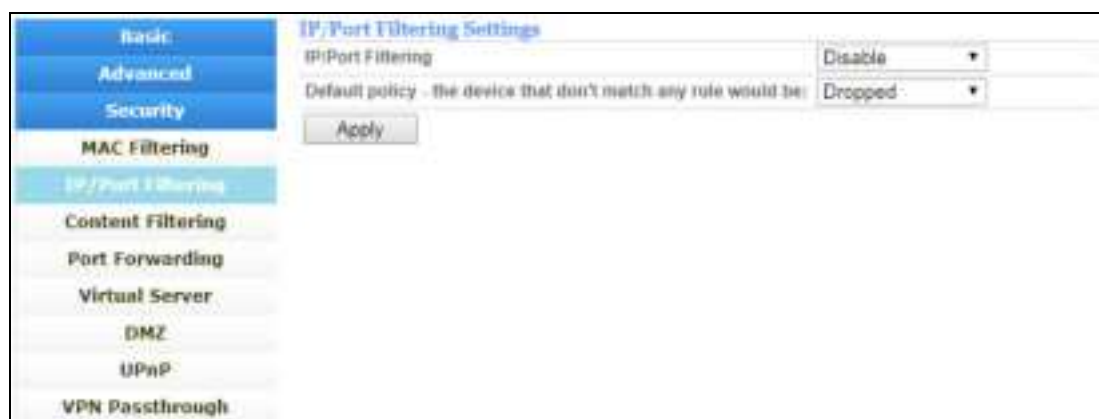 Basic
Advanced
Security
MAC Filtering
IP/Port Filtering
Content Filtering
Port Forwarding
Virtual Server
DMZ
UPnP
VPN Passthrough
IP/Port Filtering Settings
IP/Port Filtering
Disable
Default policy - the device that don't match any rule would be:
Dropped
Apply